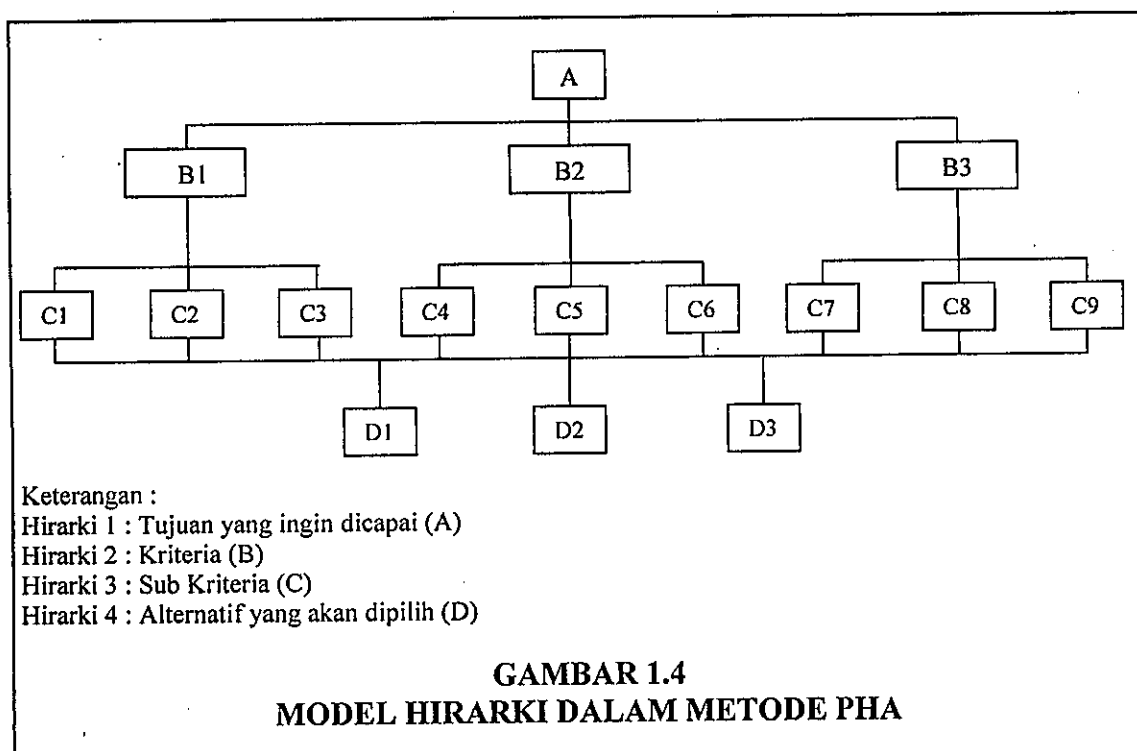 A
B1 B2 B3
C1 C2 C3 C4 C5 C6 C7 C8 C9
D1 D2 D3
Keterangan :
Hirarki 1 : Tujuan yang ingin dicapai (A)
Hirarki 2 : Kriteria (B)
Hirarki 3 : Sub Kriteria (C)
Hirarki 4 : Alternatif yang akan dipilih (D)
GAMBAR 1.4
MODEL HIRARKI DALAM METODE PHA